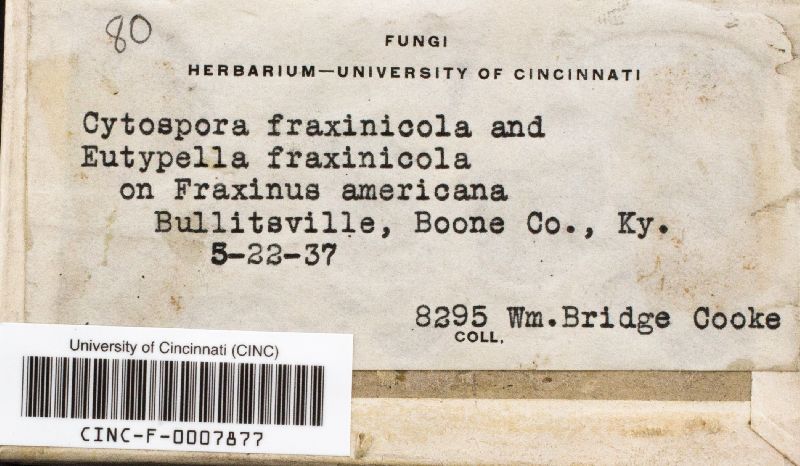 80
FUNGI
HERBARIUM—UNIVERSITY OF CINCINNATI
Cytospora fraxinicola and
Eutypella fraxinicola
on Fraxinus americana
Bullitsville, Boone Co., Ky.
5-22-37
8295 Wm.Bridge Cooke
COLL.
University of Cincinnati (CINC)
CINC-F-0007877